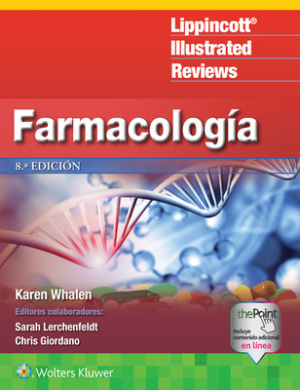 Lippincott®
Illustrated
Reviews
Farmacología
8.ª EDICIÓN
Karen Whalen
Editores colaboradores:
Sarah Lerchenfeldt
Chris Giordano
thePoint
Incluye
contenido adicional
en línea
Wolters Kluwer